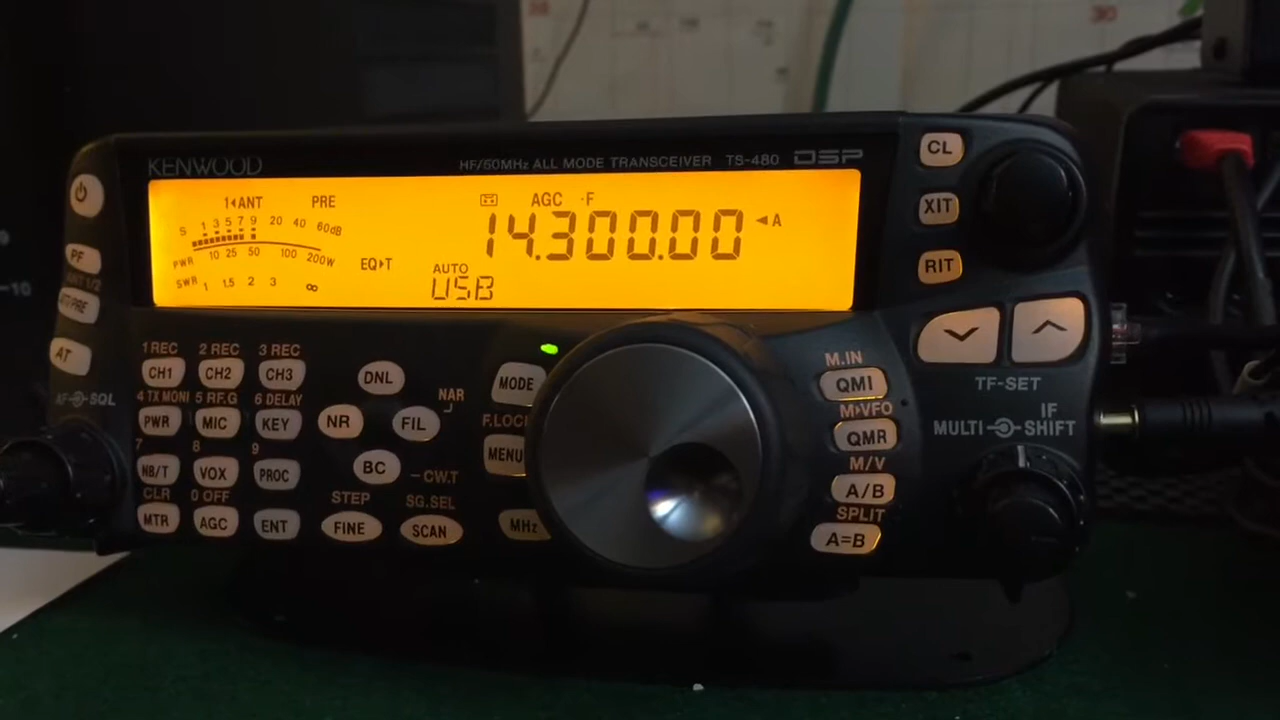 KENWOOD
HF/50MHz ALL MODE TRANSCEIVER TS-480 DSP
1◂ANT PRE
S 1 3 5 7 9 20 40 60dB
PWR 10 25 50 100 200W
SWR 1 1.5 2 3 ∞
EQ▸T
AGC -F
14.300.00 ◂A
AUTO
USB
PF
ATT/PRE
AT
AF SQL
CL
XIT
RIT
1 REC 2 REC 3 REC
CH1 CH2 CH3
4 TX MONI 5 RF.G 6 DELAY
PWR MIC KEY
7 8 9
NB/T VOX PROC
CLR 0 OFF
MTR AGC ENT
DNL
NAR
NR FIL
BC
CW.T
STEP SG.SEL
FINE SCAN
MODE
F.LOCK
MENU
MHz
M.IN
QMI
M▸VFO
QMR
M/V
A/B
SPLIT
A=B
TF-SET
IF
MULTI SHIFT
30
-10